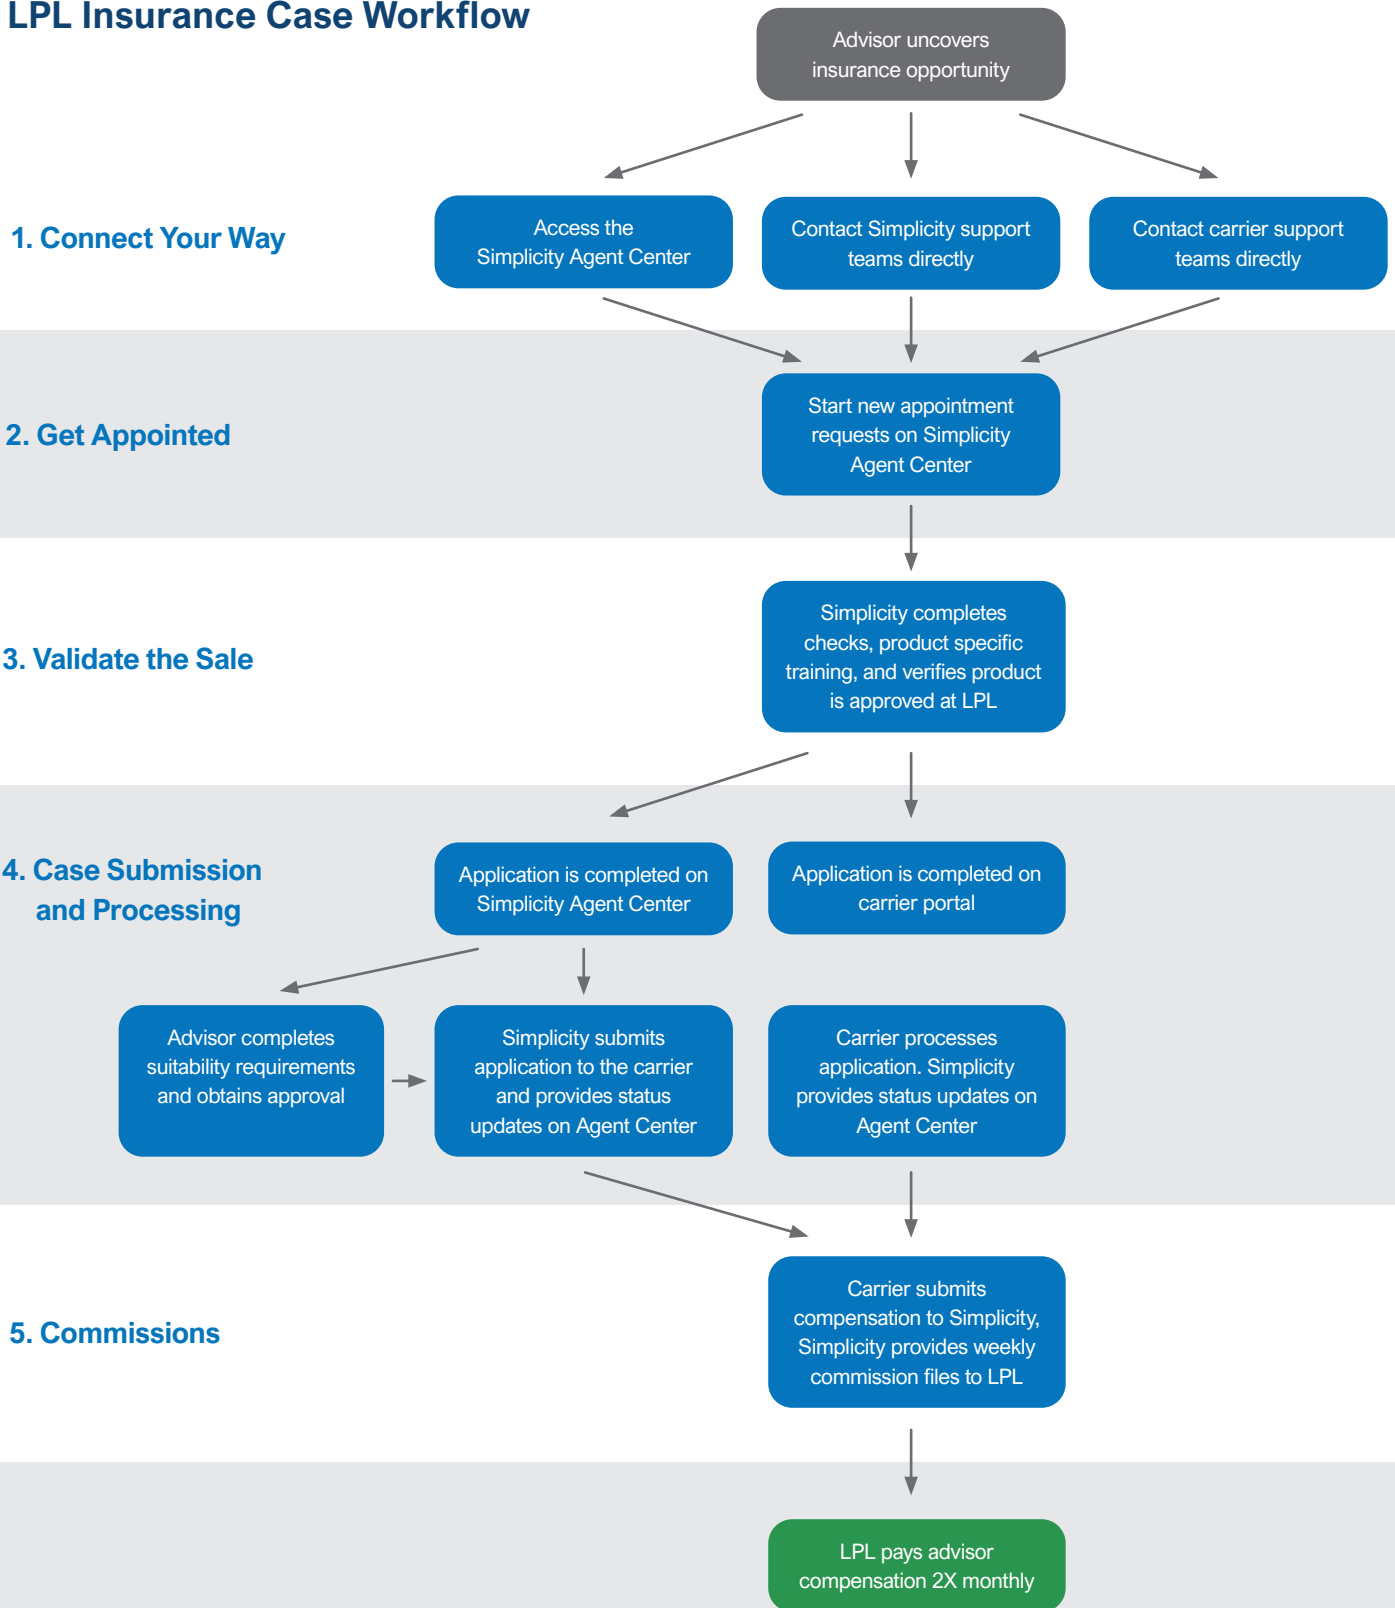 LPL Insurance Case Workflow
Advisor uncovers
insurance opportunity
1. Connect Your Way
Access the
Simplicity Agent Center
Contact Simplicity support
teams directly
Contact carrier support
teams directly
2. Get Appointed
Start new appointment
requests on Simplicity
Agent Center
3. Validate the Sale
Simplicity completes
checks, product specific
training, and verifies product
is approved at LPL
4. Case Submission
and Processing
Application is completed on
Simplicity Agent Center
Application is completed on
carrier portal
Advisor completes
suitability requirements
and obtains approval
Simplicity submits
application to the carrier
and provides status
updates on Agent Center
Carrier processes
application. Simplicity
provides status updates on
Agent Center
5. Commissions
Carrier submits
compensation to Simplicity,
Simplicity provides weekly
commission files to LPL
LPL pays advisor
compensation 2X monthly